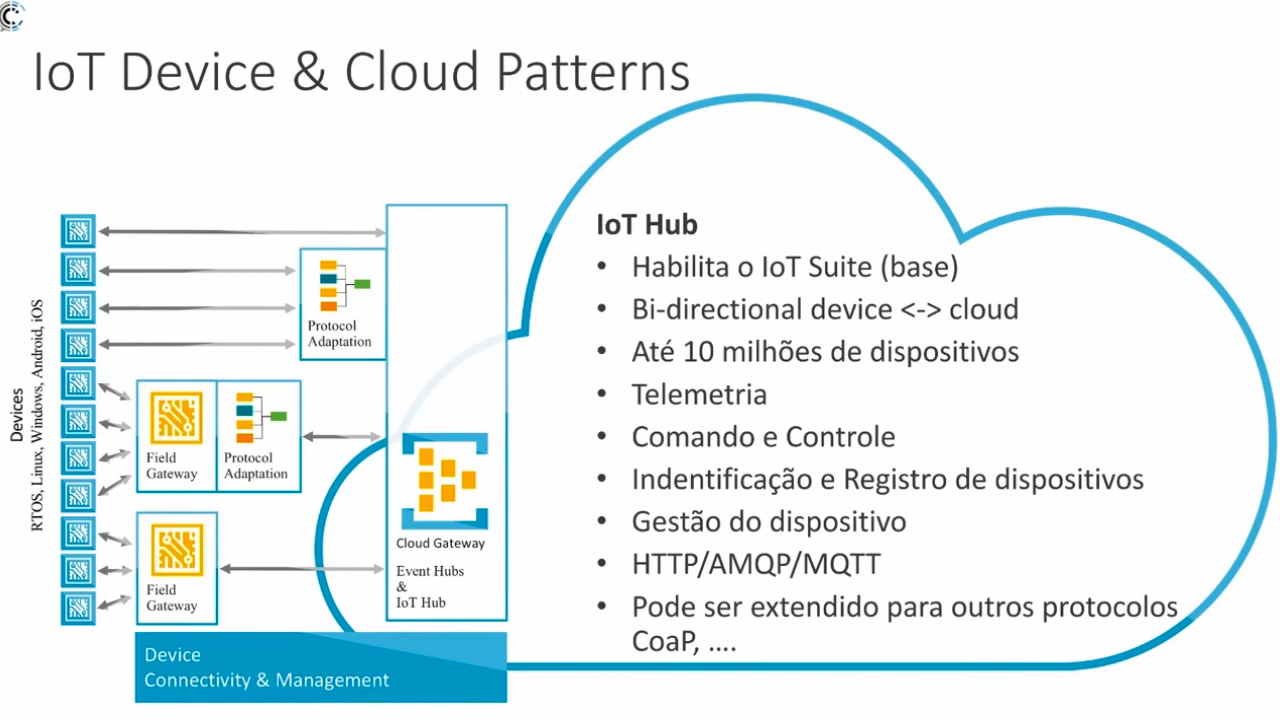 IoT Device & Cloud Patterns
Devices
RTOS, Linux, Windows, Android, iOS
Protocol
Adaptation
Field
Gateway
Protocol
Adaptation
Field
Gateway
Cloud Gateway
Event Hubs
&
IoT Hub
Device
Connectivity & Management
IoT Hub
• Habilita o IoT Suite (base)
• Bi-directional device <-> cloud
• Até 10 milhões de dispositivos
• Telemetria
• Comando e Controle
• Indentificação e Registro de dispositivos
• Gestão do dispositivo
• HTTP/AMQP/MQTT
• Pode ser extendido para outros protocolos
CoaP, ....